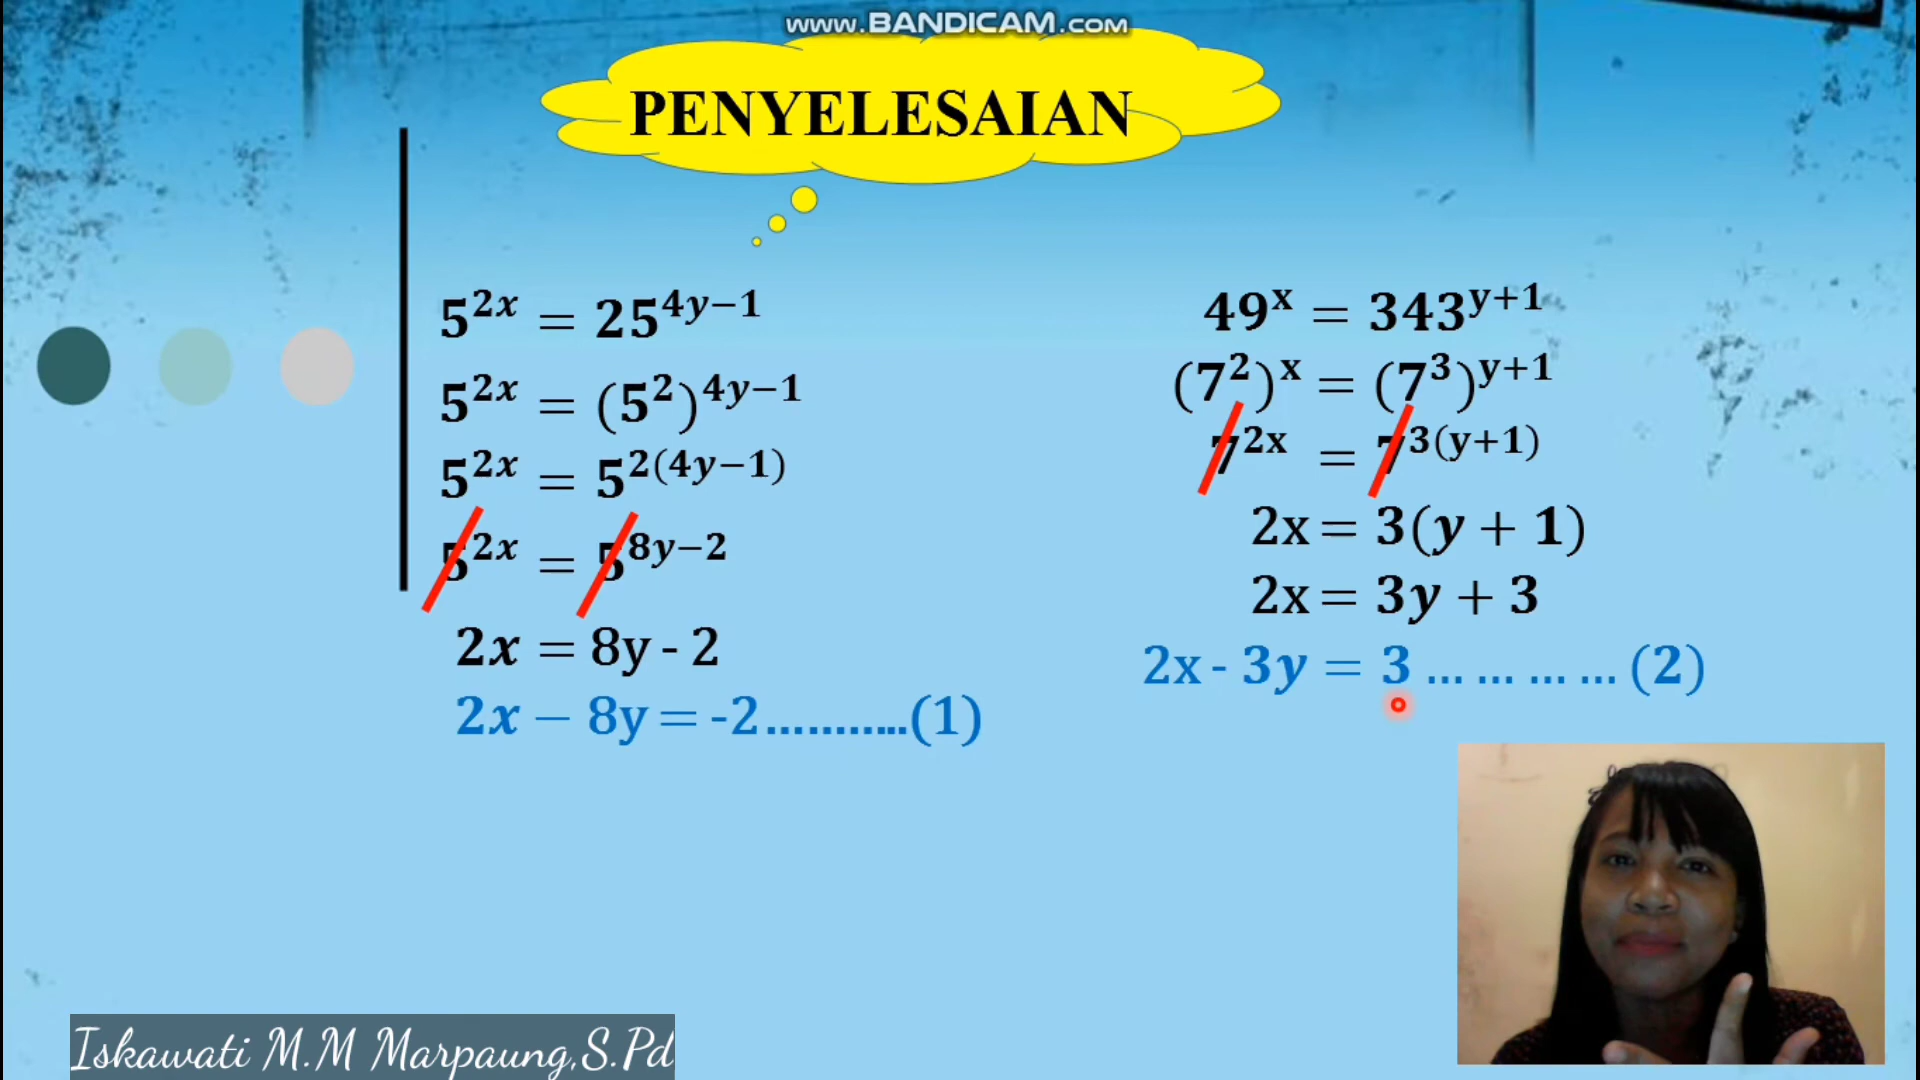 WWW.BANDICAM.COM
PENYELESAIAN
5^{2x} = 25^{4y−1}
5^{2x} = (5^{2})^{4y−1}
5^{2x} = 5^{2(4y−1)}
5^{2x} = 5^{8y−2}
2x = 8y - 2
2x − 8y = -2...........(1)
49^{x} = 343^{y+1}
(7^{2})^{x} = (7^{3})^{y+1}
7^{2x} = 7^{3(y+1)}
2x = 3(y + 1)
2x = 3y + 3
2x - 3y = 3 ... ... ... ... (2)
Iskawati M.M Marpaung,S.Pd